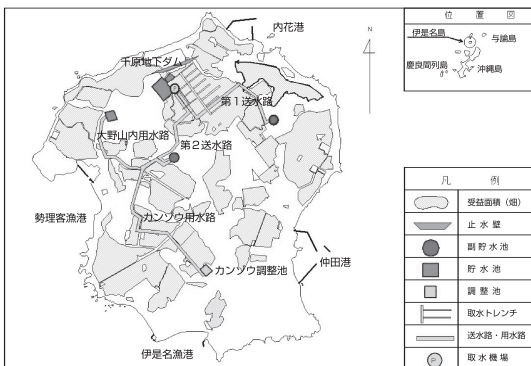 内花港
千原地下ダム
第1送水路
大野山内用水路
第2送水路
勢理客漁港
カンゾウ用水路
仲田港
カンゾウ調整池
伊是名漁港
N
位置図
伊是名島
与論島
慶良間列島
沖縄島
凡例
受益面積（畑）
止水壁
副貯水池
貯水池
調整池
取水トレンチ
送水路・用水路
P
取水機場